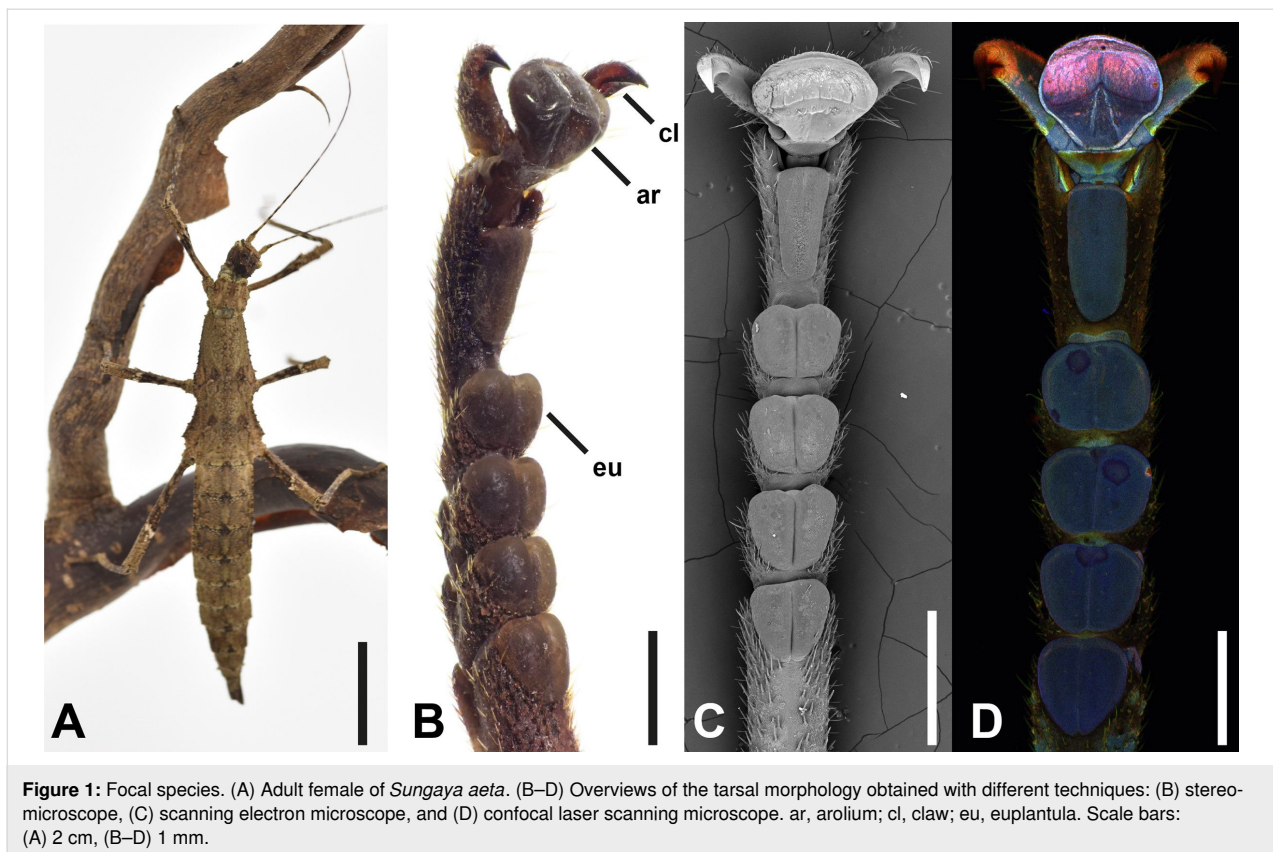 A
B
cl
ar
eu
C
D
Figure 1: Focal species. (A) Adult female of Sungaya aeta. (B–D) Overviews of the tarsal morphology obtained with different techniques: (B) stereo-
microscope, (C) scanning electron microscope, and (D) confocal laser scanning microscope. ar, arolium; cl, claw; eu, euplantula. Scale bars:
(A) 2 cm, (B–D) 1 mm.